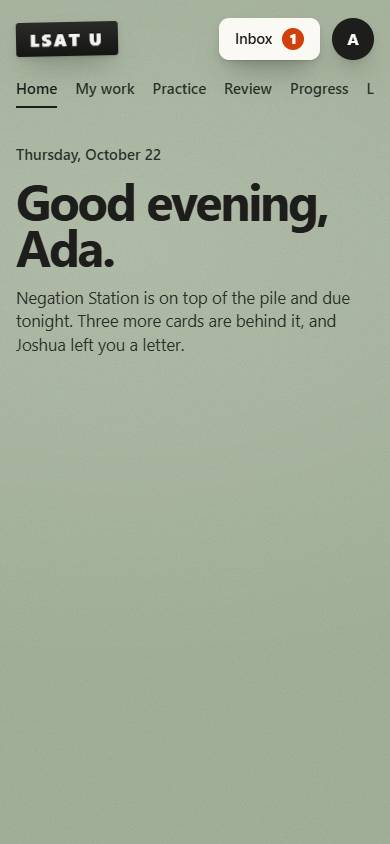 LSAT U
Inbox 1
A
Home My work Practice Review Progress L
Thursday, October 22
Good evening,
Ada.
Negation Station is on top of the pile and due
tonight. Three more cards are behind it, and
Joshua left you a letter.